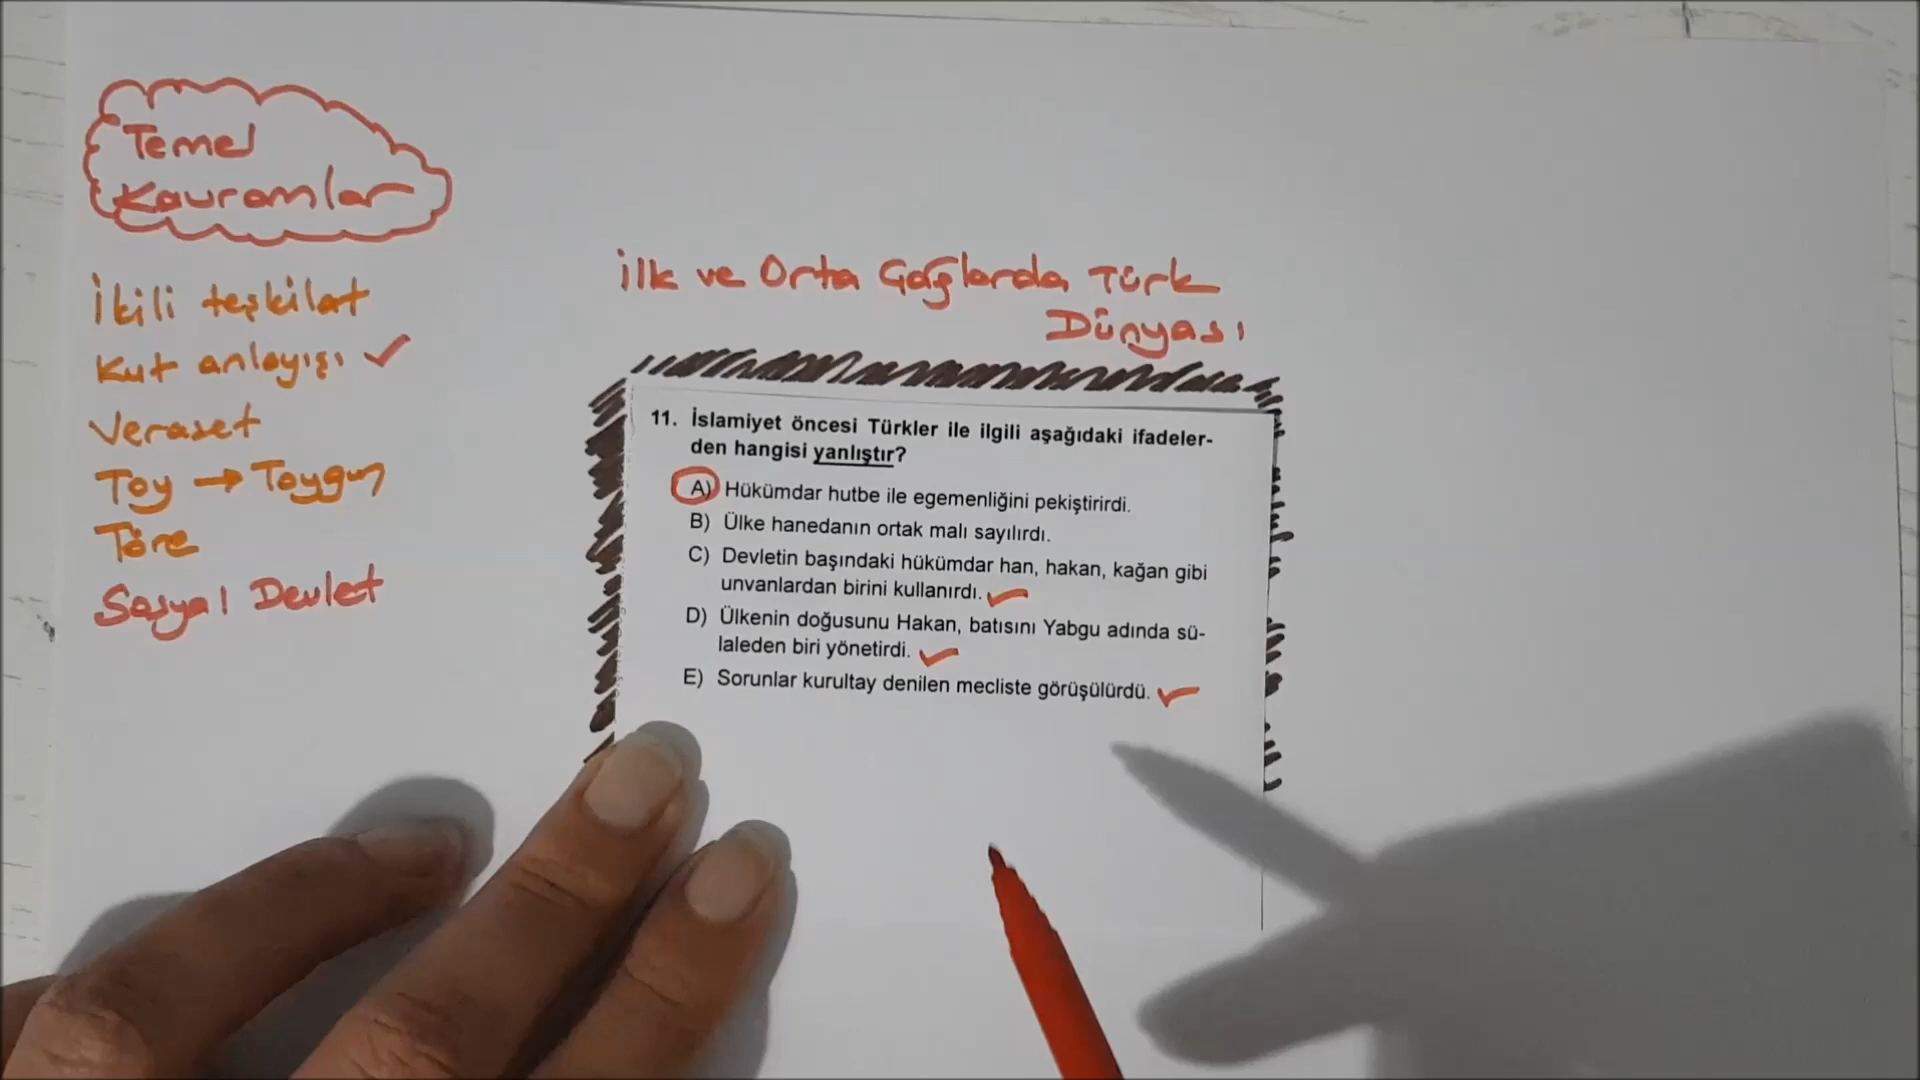 Temel
Kavramlar
İkili teşkilat
Kut anlayışı
Veraset
Toy → Toygun
Töre
Sosyal Devlet
İlk ve Orta Çağlarda Türk
Dünyası
11. İslamiyet öncesi Türkler ile ilgili aşağıdaki ifadeler-
den hangisi yanlıştır?
A) Hükümdar hutbe ile egemenliğini pekiştirirdi.
B) Ülke hanedanın ortak malı sayılırdı.
C) Devletin başındaki hükümdar han, hakan, kağan gibi
unvanlardan birini kullanırdı.
D) Ülkenin doğusunu Hakan, batısını Yabgu adında sü-
laleden biri yönetirdi.
E) Sorunlar kurultay denilen mecliste görüşülürdü.